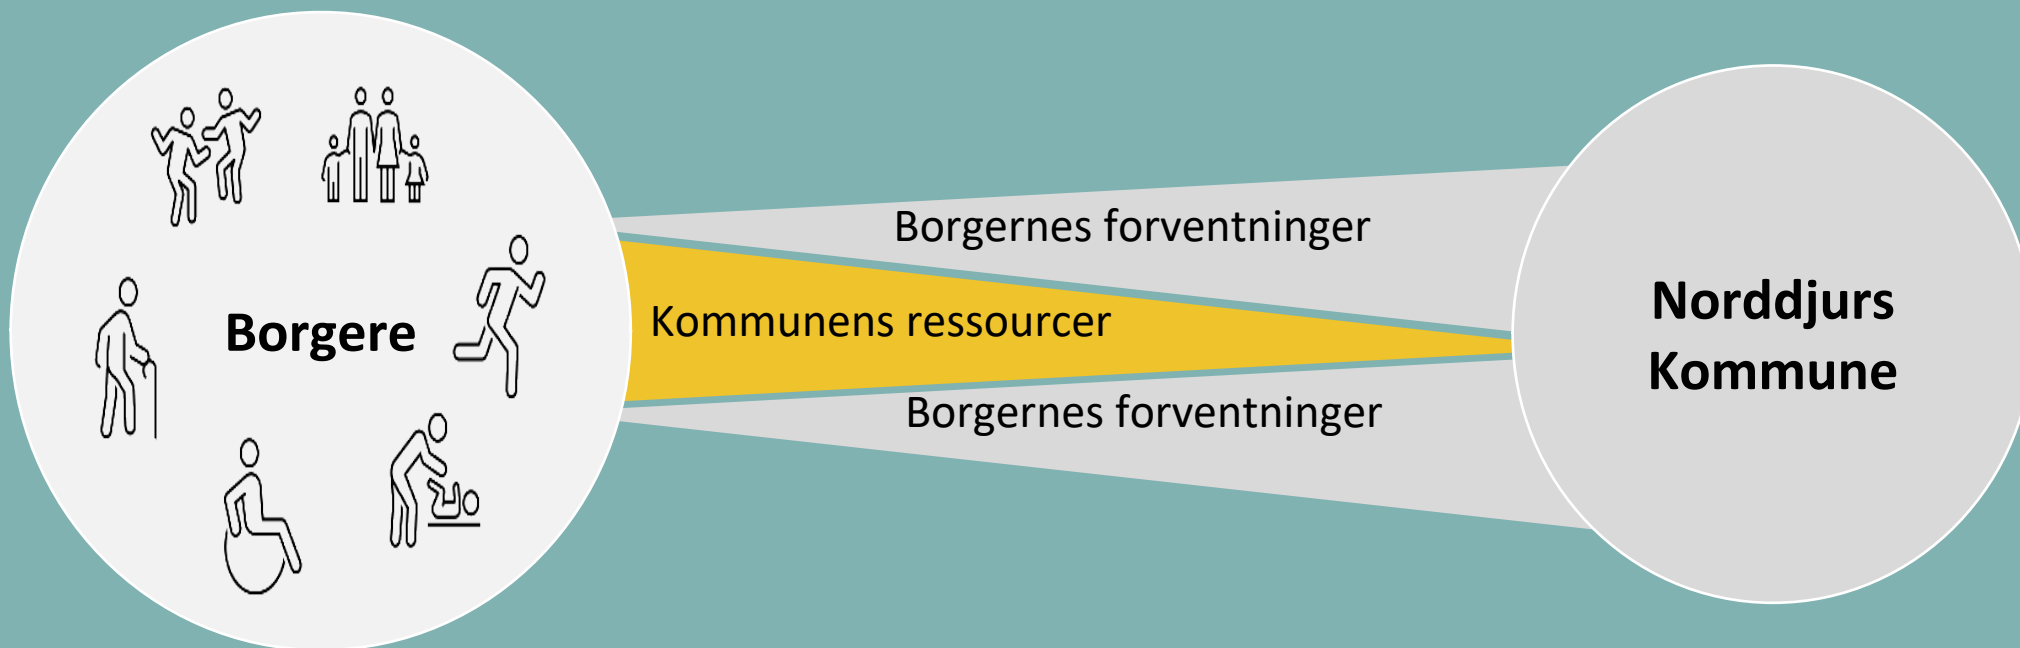 Borgere
Borgernes forventninger
Kommunens ressourcer
Borgernes forventninger
Norddjurs
Kommune